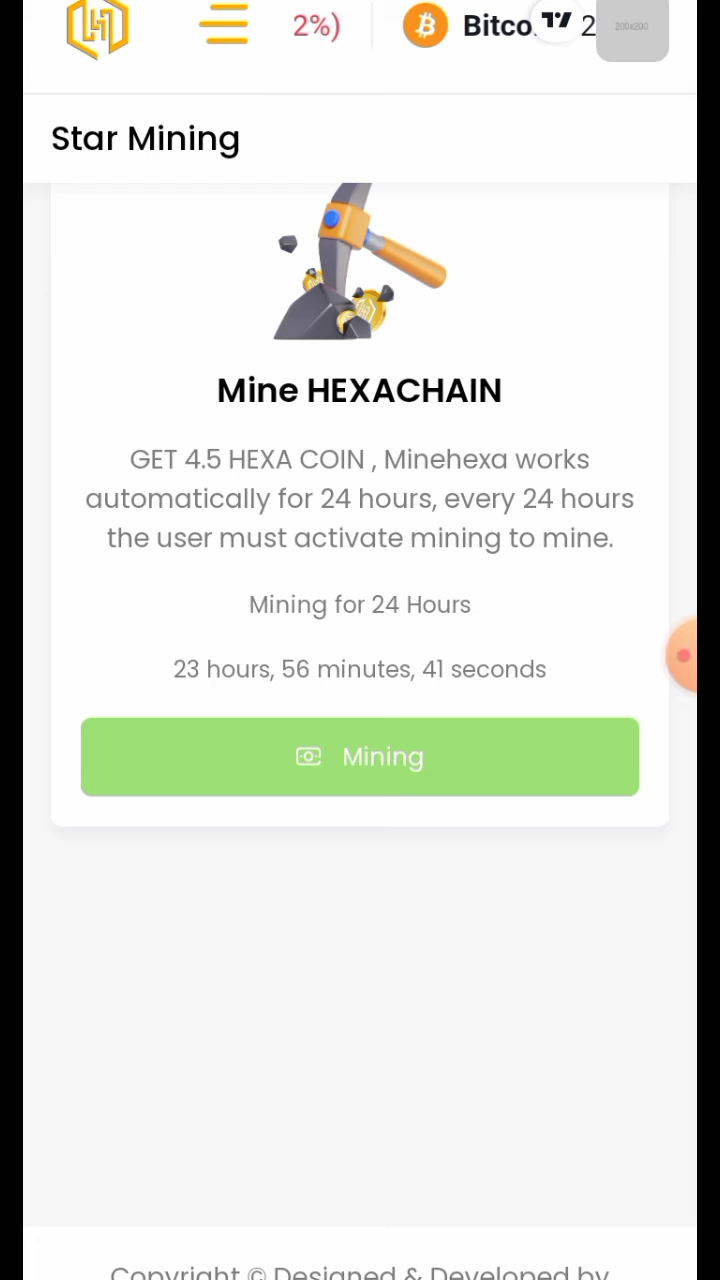 2%)
Bitco
2
200x200
Star Mining
Mine HEXACHAIN
GET 4.5 HEXA COIN , Minehexa works
automatically for 24 hours, every 24 hours
the user must activate mining to mine.
Mining for 24 Hours
23 hours, 56 minutes, 41 seconds
Mining
Copyright © Designed & Developed by